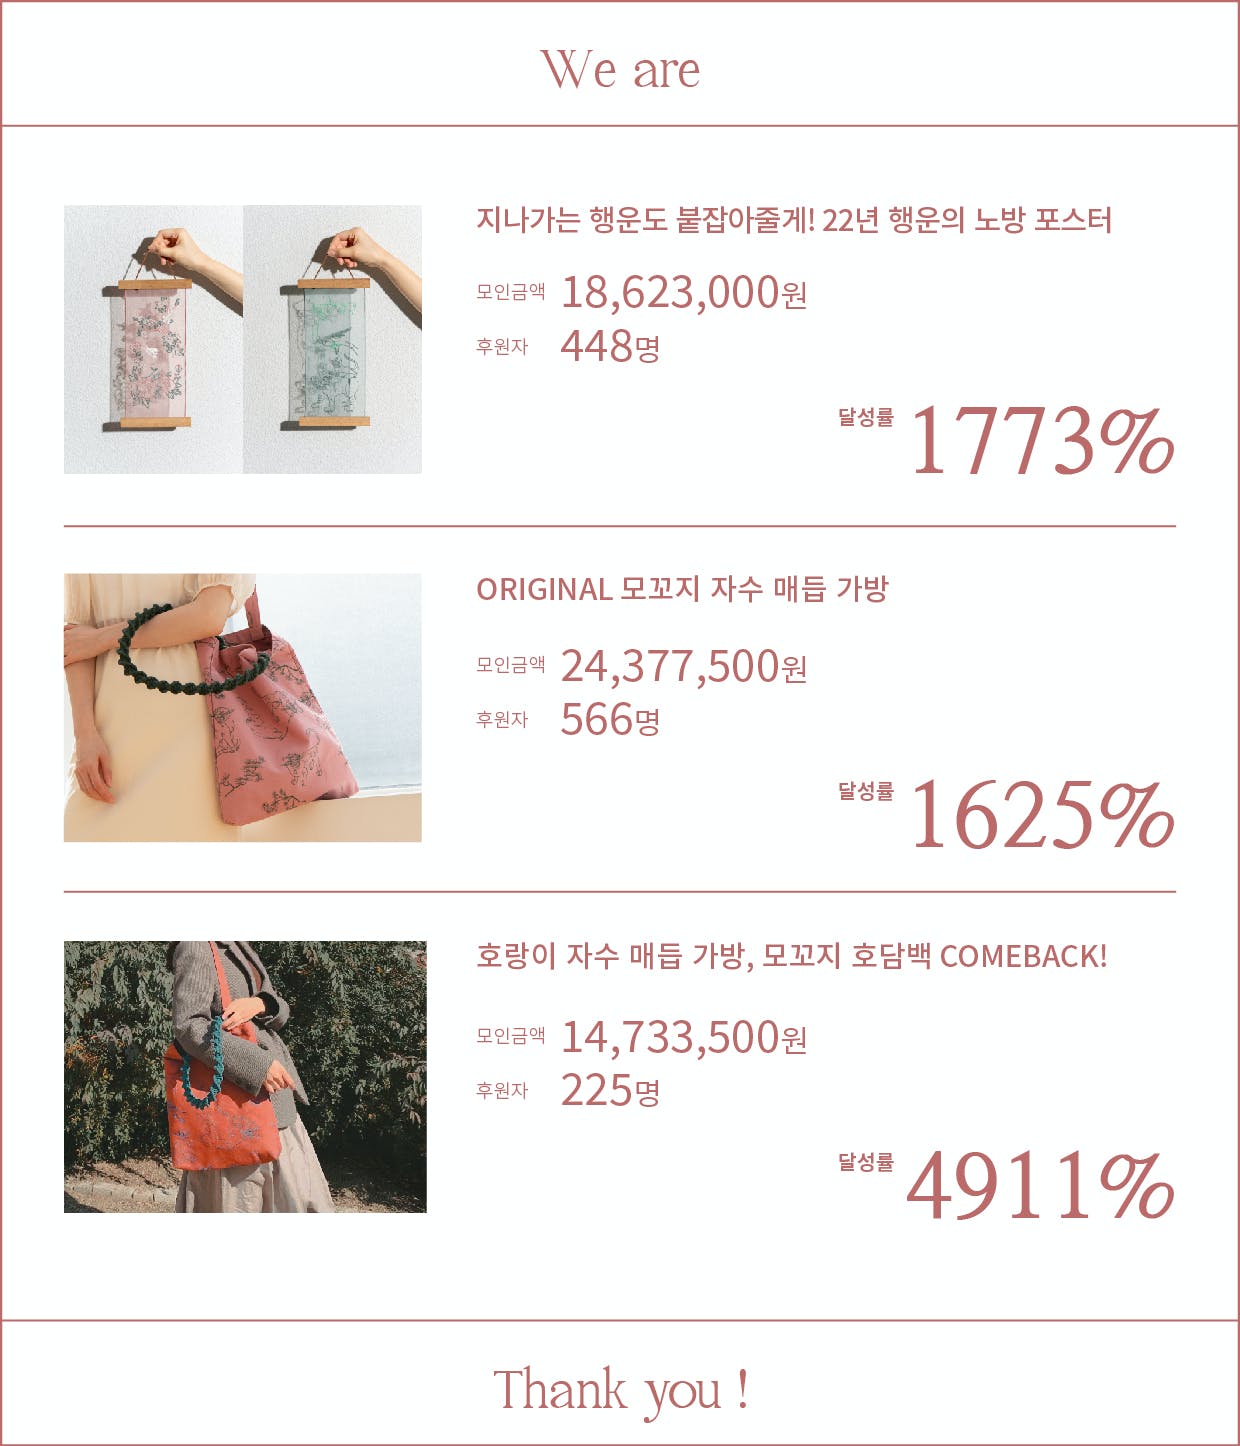 We are
지나가는 행운도 붙잡아줄게! 22년 행운의 노방 포스터
모인금액 18,623,000원
후원자 448명
달성률 1773%
ORIGINAL 모꼬지 자수 매듭 가방
모인금액 24,377,500원
후원자 566명
달성률 1625%
호랑이 자수 매듭 가방, 모꼬지 호담백 COMEBACK!
모인금액 14,733,500원
후원자 225명
달성률 4911%
Thank you !